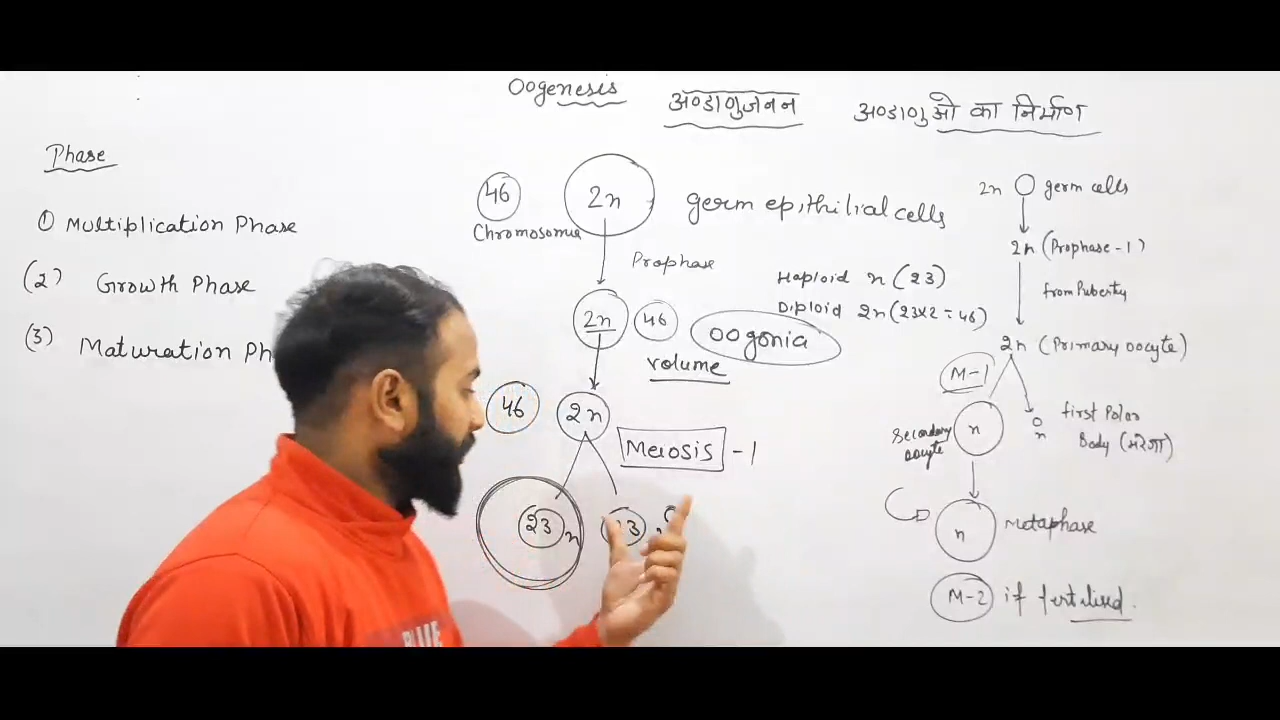 Oogenesis
अण्डाणुजनन
अण्डाणुओ का निर्माण
Phase
① Multiplication Phase
(2) Growth Phase
(3) Maturation Ph
46
Chromosome
2n
germ epithilial cells
Prophase
Haploid n (23)
Diploid 2n (23x2 = 46)
2n
46
oogonia
volume
46
2n
Meiosis - 1
23 n
23
2n
germ cells
2n (Prophase-1)
from Puberty
2n (Primary oocyte)
M-1
Secondary oocyte
n
n
first Polar
Body (मरेगा)
n
Metaphase
M-2 if fertilised.
BLUE